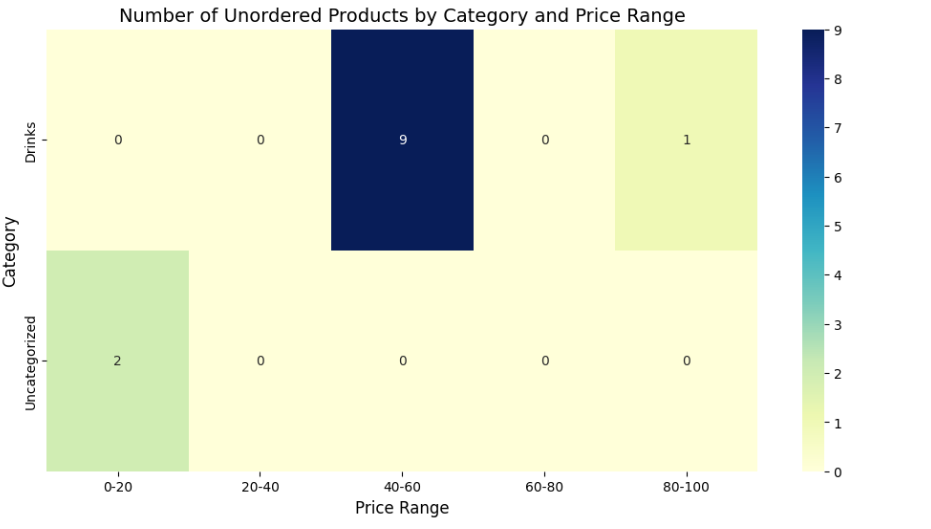 Number of Unordered Products by Category and Price Range
Category
Drinks
0 0 9 0 1
Uncategorized
2 0 0 0 0
0-20 20-40 40-60 60-80 80-100
Price Range
9
8
7
6
5
4
3
2
1
0